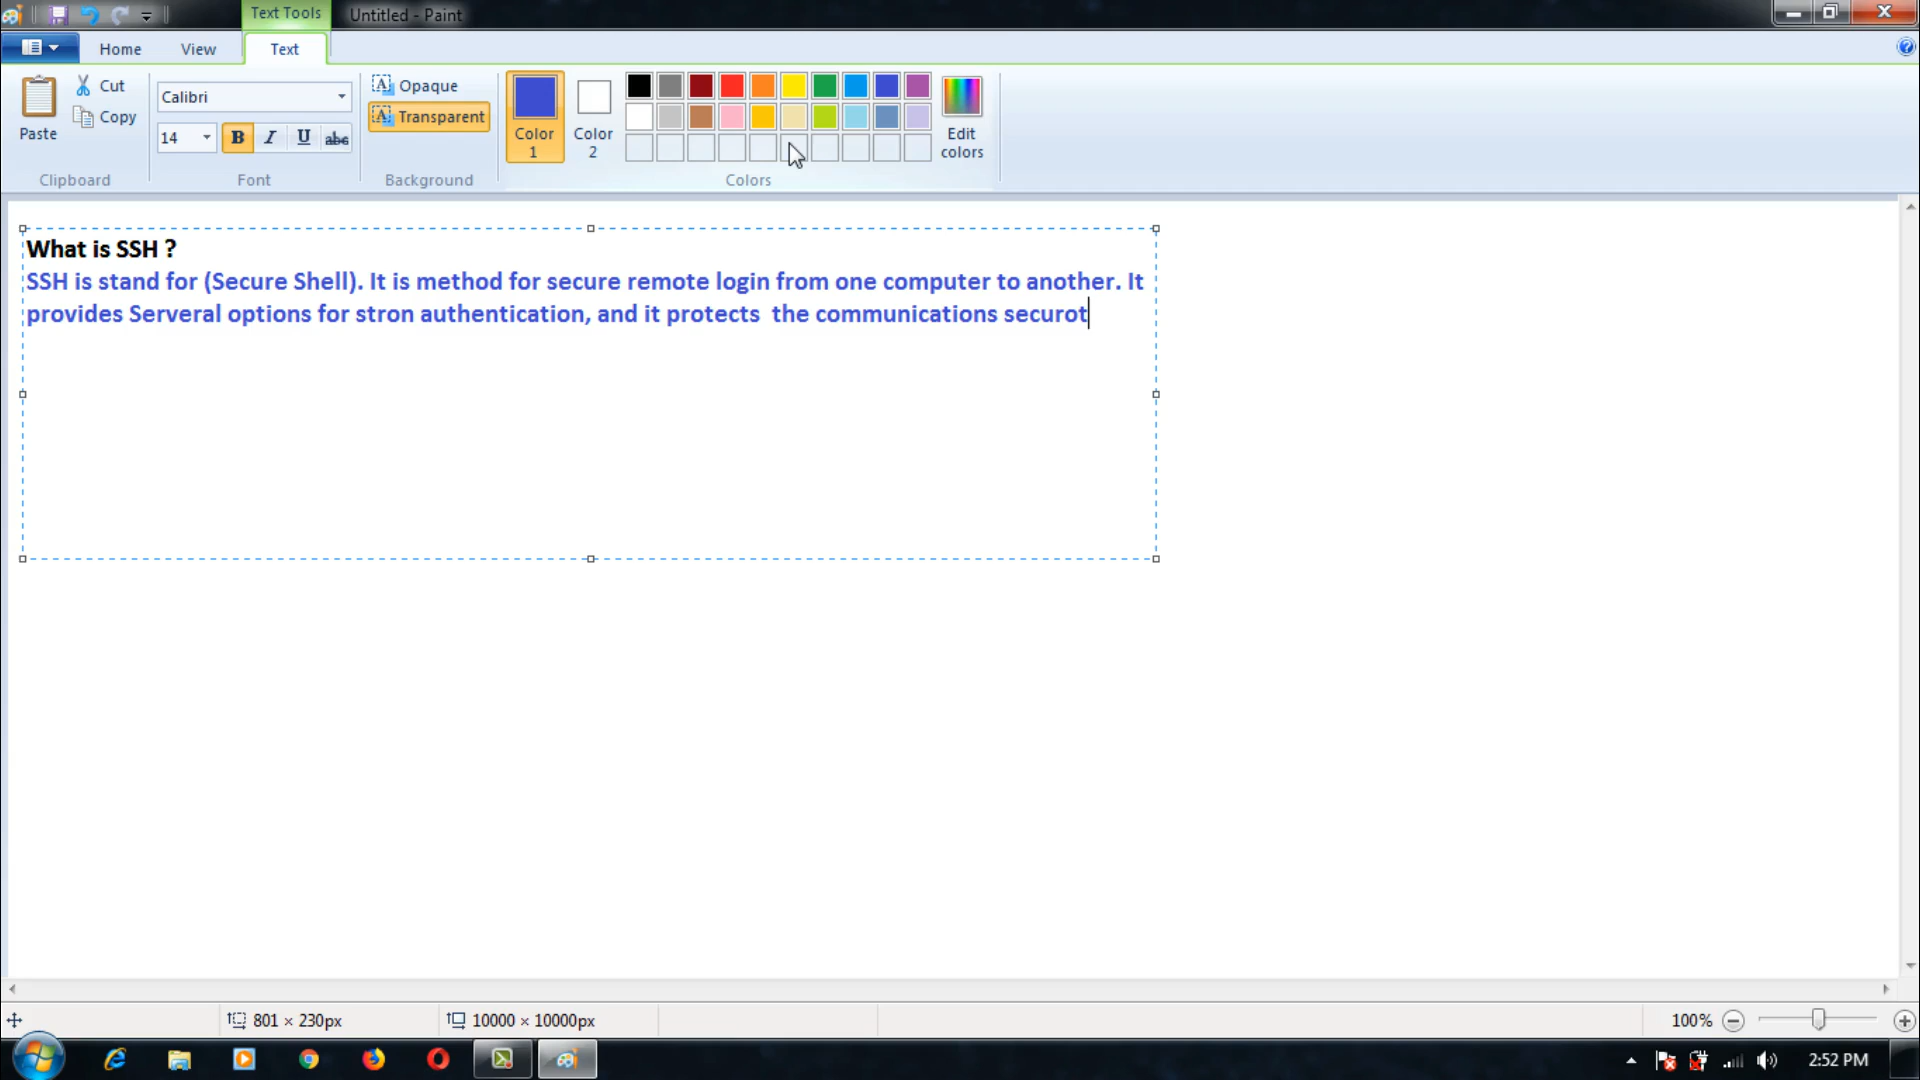 Text Tools
Untitled - Paint
Home
View
Text
Paste
Cut
Copy
Clipboard
Calibri
14
B
I
U
abc
Font
Opaque
Transparent
Background
Color 1
Color 2
Edit colors
Colors
What is SSH ?
SSH is stand for (Secure Shell). It is method for secure remote login from one computer to another. It
provides Serveral options for stron authentication, and it protects  the communications securot
801 × 230px
10000 × 10000px
100%
2:52 PM